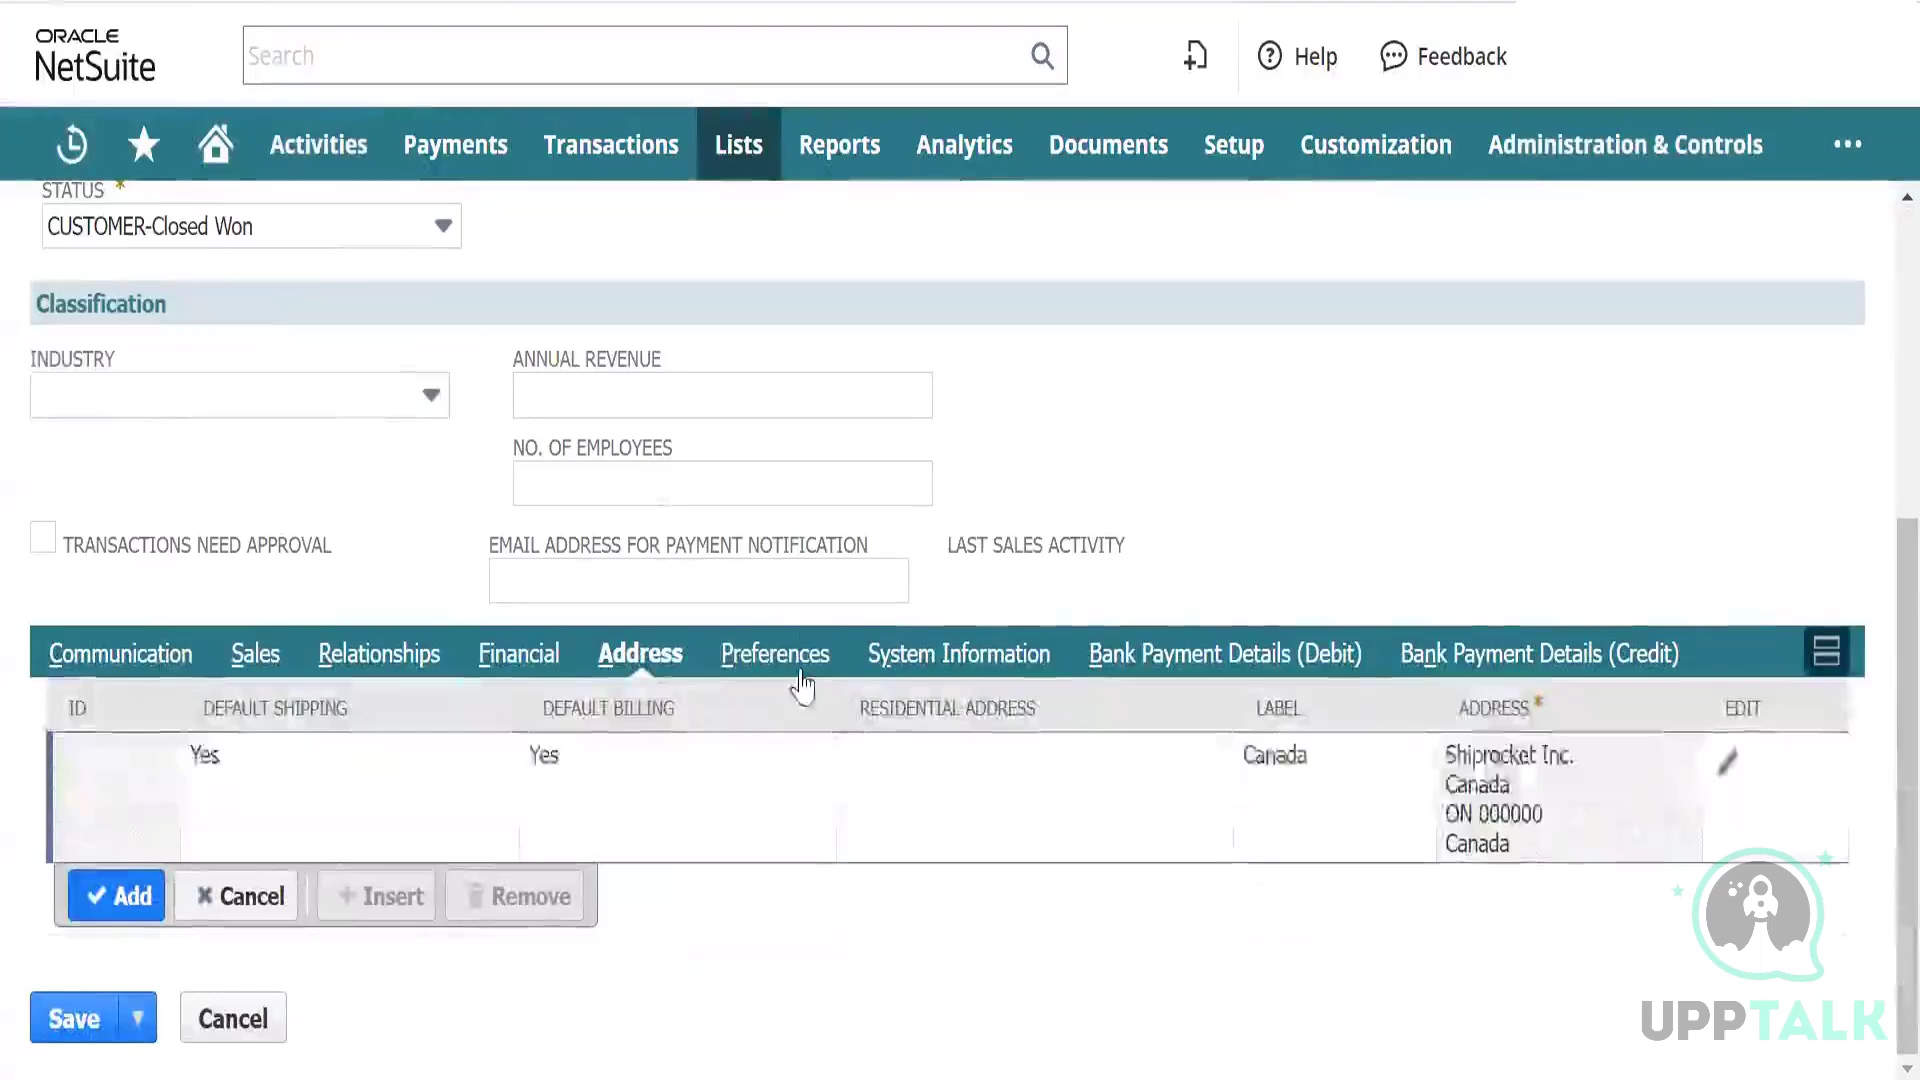 ORACLE
NetSuite
Search
Help
Feedback
Activities
Payments
Transactions
Lists
Reports
Analytics
Documents
Setup
Customization
Administration & Controls
STATUS *
CUSTOMER-Closed Won
Classification
INDUSTRY
ANNUAL REVENUE
NO. OF EMPLOYEES
TRANSACTIONS NEED APPROVAL
EMAIL ADDRESS FOR PAYMENT NOTIFICATION
LAST SALES ACTIVITY
Communication
Sales
Relationships
Financial
Address
Preferences
System Information
Bank Payment Details (Debit)
Bank Payment Details (Credit)
ID
DEFAULT SHIPPING
DEFAULT BILLING
RESIDENTIAL ADDRESS
LABEL
ADDRESS *
EDIT
Yes
Yes
Canada
Shiprocket Inc.
Canada
ON 000000
Canada
Add
Cancel
Insert
Remove
Save
Cancel
UPPTALK